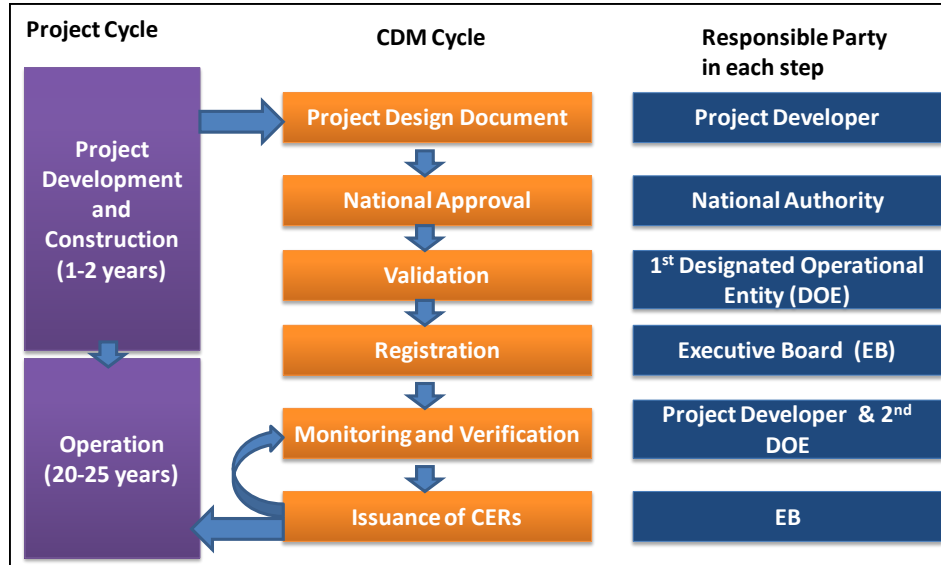 Project Cycle
CDM Cycle
Responsible Party
in each step
Project
Development
and
Construction
(1-2 years)
Operation
(20-25 years)
Project Design Document
National Approval
Validation
Registration
Monitoring and Verification
Issuance of CERs
Project Developer
National Authority
1st Designated Operational
Entity (DOE)
Executive Board (EB)
Project Developer & 2nd
DOE
EB